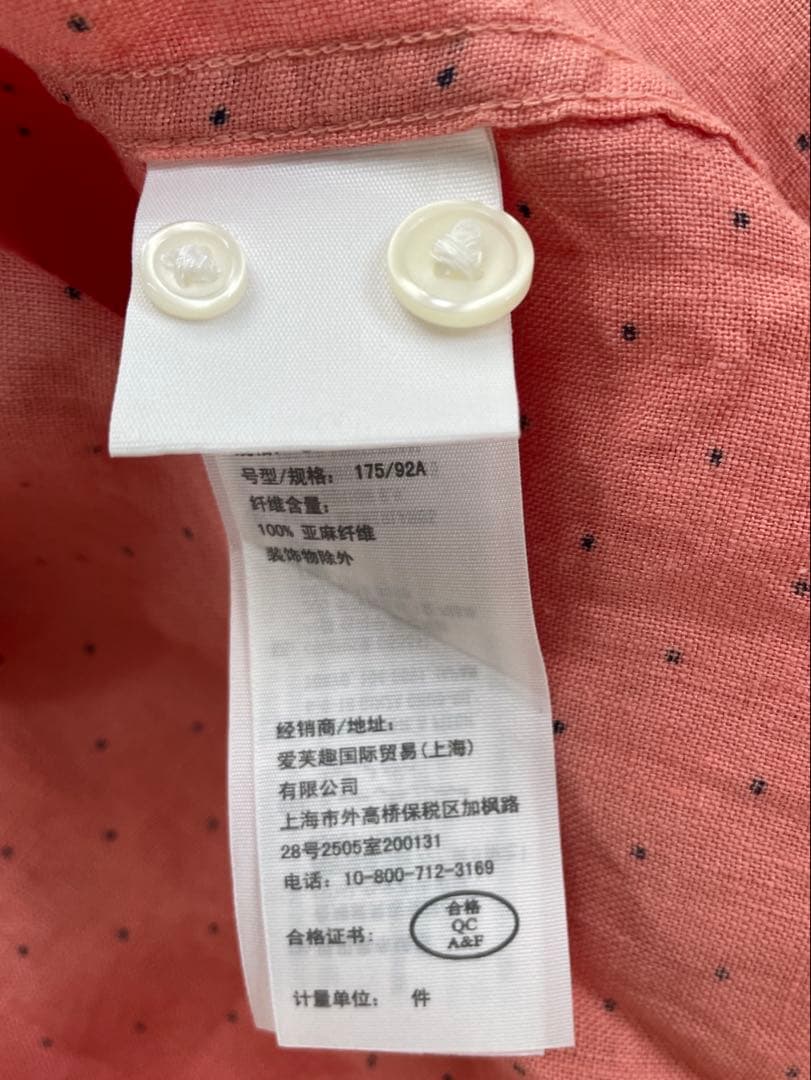 号型/规格： 175/92A
纤维含量：
100% 亚麻纤维
装饰物除外
经销商/地址：
爱芙趣国际贸易(上海)
有限公司
上海市外高桥保税区加枫路
28号2505室200131
电话：10-800-712-3169
合格证书：
合格
QC
A&F
计量单位： 件